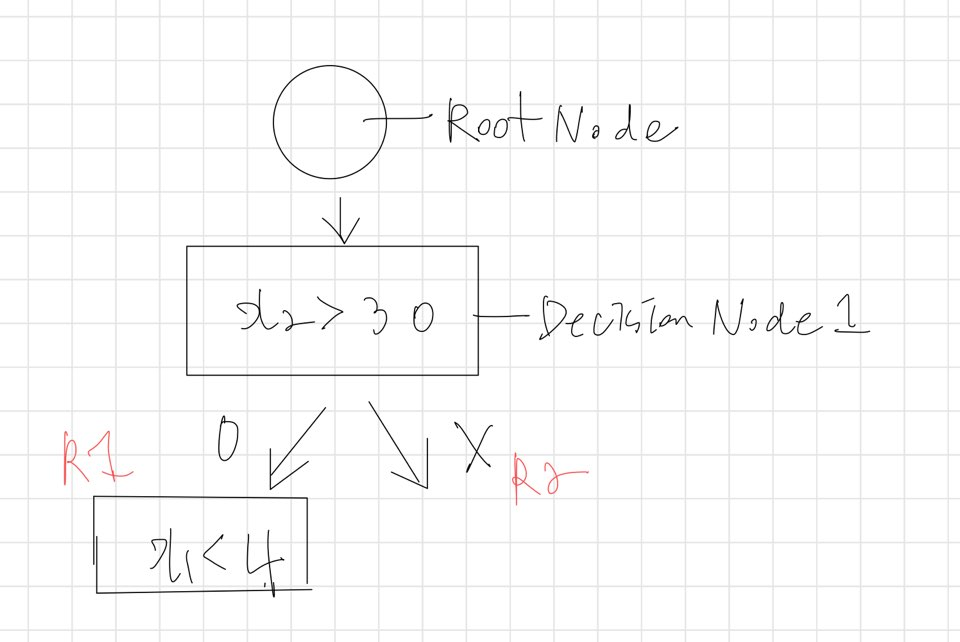 Root Node
x₂ > 30
Decision Node 1
O
X
R1
R2
x₁ < 4